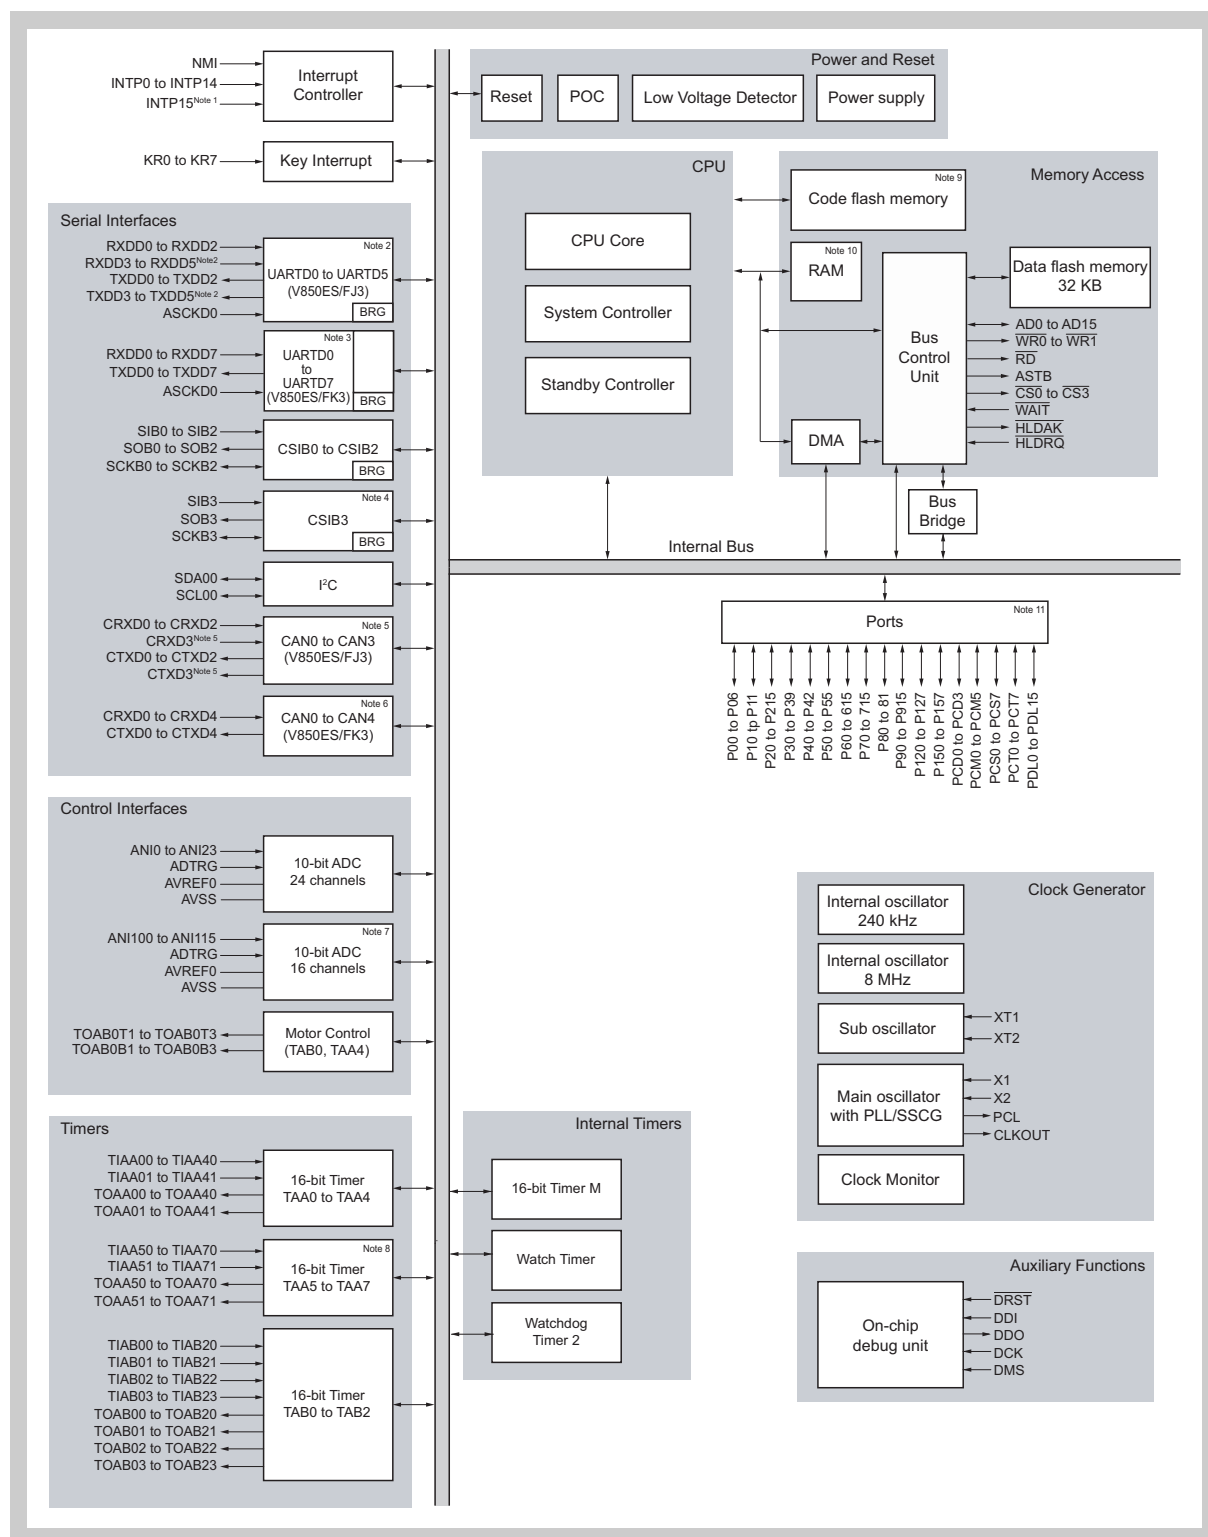 NMI
INTP0 to INTP14
INTP15Note 1
Interrupt
Controller
KR0 to KR7
Key Interrupt
Power and Reset
Reset
POC
Low Voltage Detector
Power supply
CPU
CPU Core
System Controller
Standby Controller
Memory Access
Note 9
Code flash memory
Note 10
RAM
Bus
Control
Unit
Data flash memory
32 KB
AD0 to AD15
WR0 to WR1
RD
ASTB
CS0 to CS3
WAIT
HLDAK
HLDRQ
DMA
Bus
Bridge
Internal Bus
Note 11
Ports
P00 to P06
P10 tp P11
P20 to P215
P30 to P39
P40 to P42
P50 to P55
P60 to 615
P70 to 715
P80 to 81
P90 to P915
P120 to P127
P150 to P157
PCD0 to PCD3
PCM0 to PCM5
PCS0 to PCS7
PCT0 to PCT7
PDL0 to PDL15
Serial Interfaces
RXDD0 to RXDD2
RXDD3 to RXDD5Note2
TXDD0 to TXDD2
TXDD3 to TXDD5Note 2
ASCKD0
Note 2
UARTD0 to UARTD5
(V850ES/FJ3)
BRG
RXDD0 to RXDD7
TXDD0 to TXDD7
ASCKD0
Note 3
UARTD0
to
UARTD7
(V850ES/FK3)
BRG
SIB0 to SIB2
SOB0 to SOB2
SCKB0 to SCKB2
CSIB0 to CSIB2
BRG
SIB3
SOB3
SCKB3
Note 4
CSIB3
BRG
SDA00
SCL00
I²C
CRXD0 to CRXD2
CRXD3Note 5
CTXD0 to CTXD2
CTXD3Note 5
Note 5
CAN0 to CAN3
(V850ES/FJ3)
CRXD0 to CRXD4
CTXD0 to CTXD4
Note 6
CAN0 to CAN4
(V850ES/FK3)
Control Interfaces
ANI0 to ANI23
ADTRG
AVREF0
AVSS
10-bit ADC
24 channels
ANI100 to ANI115
ADTRG
AVREF0
AVSS
Note 7
10-bit ADC
16 channels
TOAB0T1 to TOAB0T3
TOAB0B1 to TOAB0B3
Motor Control
(TAB0, TAA4)
Timers
TIAA00 to TIAA40
TIAA01 to TIAA41
TOAA00 to TOAA40
TOAA01 to TOAA41
16-bit Timer
TAA0 to TAA4
TIAA50 to TIAA70
TIAA51 to TIAA71
TOAA50 to TOAA70
TOAA51 to TOAA71
Note 8
16-bit Timer
TAA5 to TAA7
TIAB00 to TIAB20
TIAB01 to TIAB21
TIAB02 to TIAB22
TIAB03 to TIAB23
TOAB00 to TOAB20
TOAB01 to TOAB21
TOAB02 to TOAB22
TOAB03 to TOAB23
16-bit Timer
TAB0 to TAB2
Internal Timers
16-bit Timer M
Watch Timer
Watchdog
Timer 2
Clock Generator
Internal oscillator
240 kHz
Internal oscillator
8 MHz
Sub oscillator
XT1
XT2
Main oscillator
with PLL/SSCG
X1
X2
PCL
CLKOUT
Clock Monitor
Auxiliary Functions
On-chip
debug unit
DRST
DDI
DDO
DCK
DMS